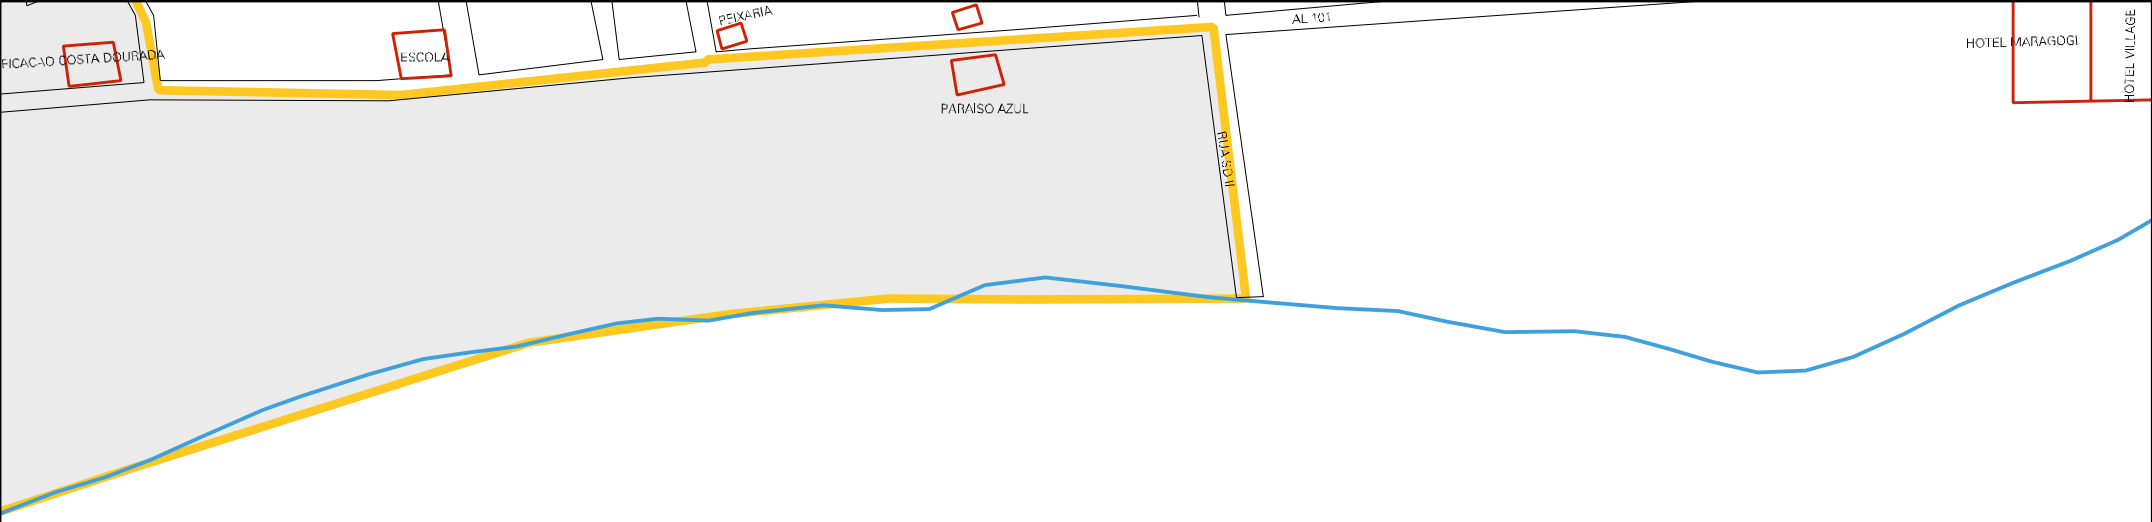 PEIXARIA
AL 101
FICACAO COSTA DOURADA
ESCOLA
HOTEL MARAGOGI
HOTEL VILLAGE
PARAISO AZUL
RUA SD II